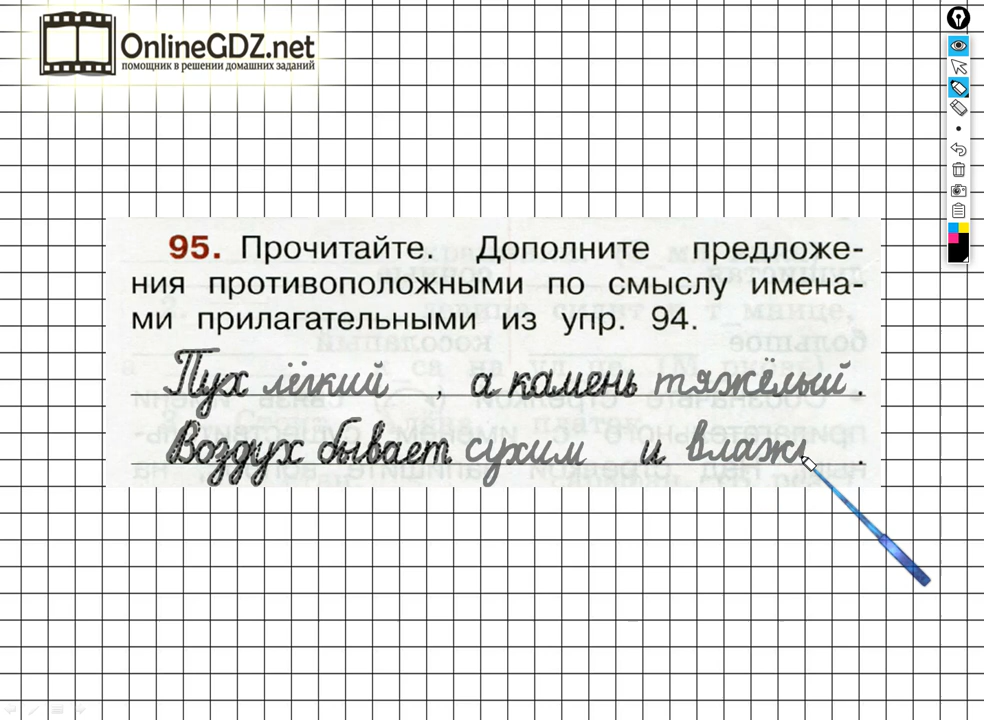 OnlineGDZ.net
помощник в решении домашних заданий
95. Прочитайте. Дополните предложе-
ния противоположными по смыслу имена-
ми прилагательными из упр. 94.
Пух лёгкий , а камень тяжёлый.
Воздух бывает сухим и влажн .